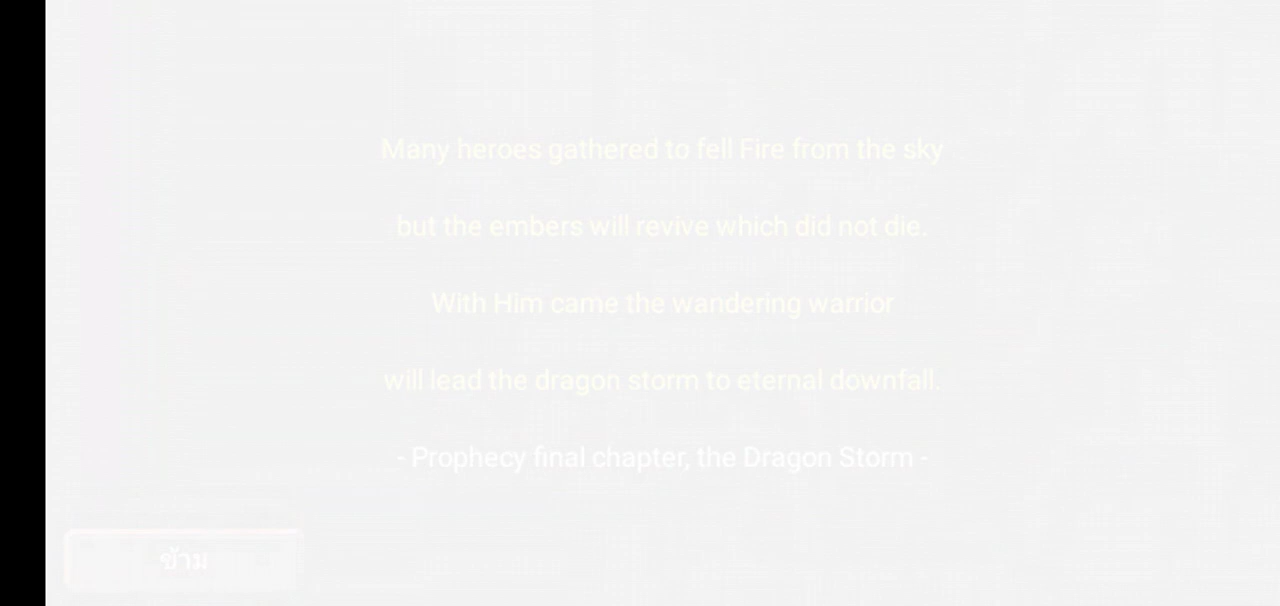 Many heroes gathered to fell Fire from the sky
but the embers will revive which did not die.
With Him came the wandering warrior
will lead the dragon storm to eternal downfall.
- Prophecy final chapter, the Dragon Storm -
ข้าม